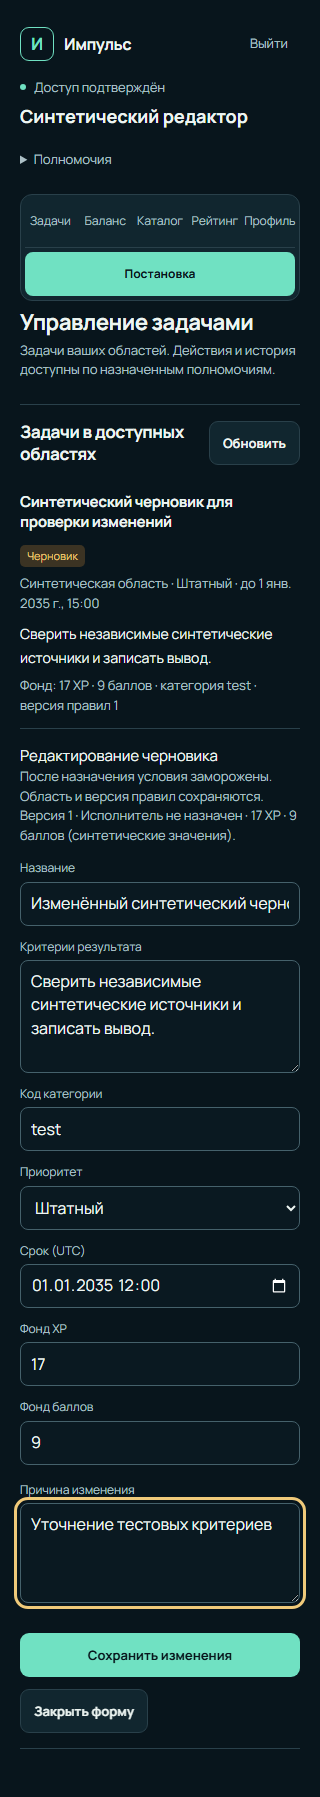 И Импульс Выйти
Доступ подтверждён
Синтетический редактор
Полномочия
Задачи Баланс Каталог Рейтинг Профиль
Постановка
Управление задачами
Задачи ваших областей. Действия и история
доступны по назначенным полномочиям.
Задачи в доступных
областях
Обновить
Синтетический черновик для
проверки изменений
Черновик
Синтетическая область · Штатный · до 1 янв.
2035 г., 15:00
Сверить независимые синтетические
источники и записать вывод.
Фонд: 17 XP · 9 баллов · категория test ·
версия правил 1
Редактирование черновика
После назначения условия заморожены.
Область и версия правил сохраняются.
Версия 1 · Исполнитель не назначен · 17 XP · 9
баллов (синтетические значения).
Название
Изменённый синтетический черно
Критерии результата
Сверить независимые
синтетические источники и
записать вывод.
Код категории
test
Приоритет
Штатный
Срок (UTC)
01.01.2035 12:00
Фонд XP
17
Фонд баллов
9
Причина изменения
Уточнение тестовых критериев
Сохранить изменения
Закрыть форму